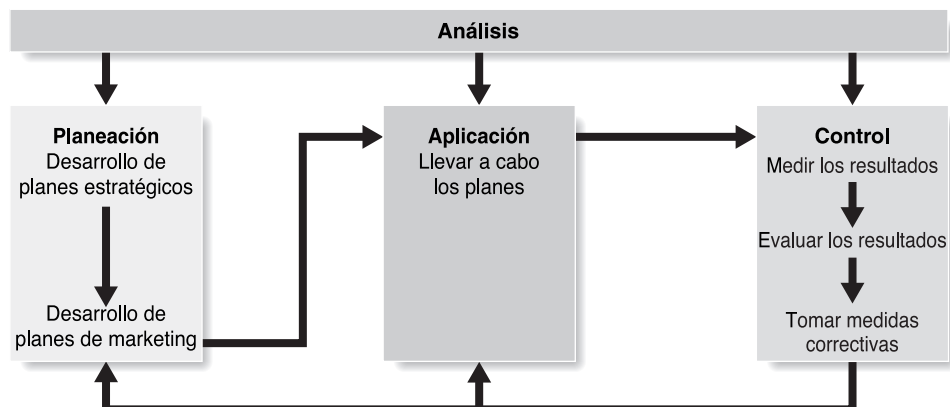 Análisis
Planeación
Desarrollo de
planes estratégicos
Desarrollo de
planes de marketing
Aplicación
Llevar a cabo
los planes
Control
Medir los resultados
Evaluar los resultados
Tomar medidas
correctivas